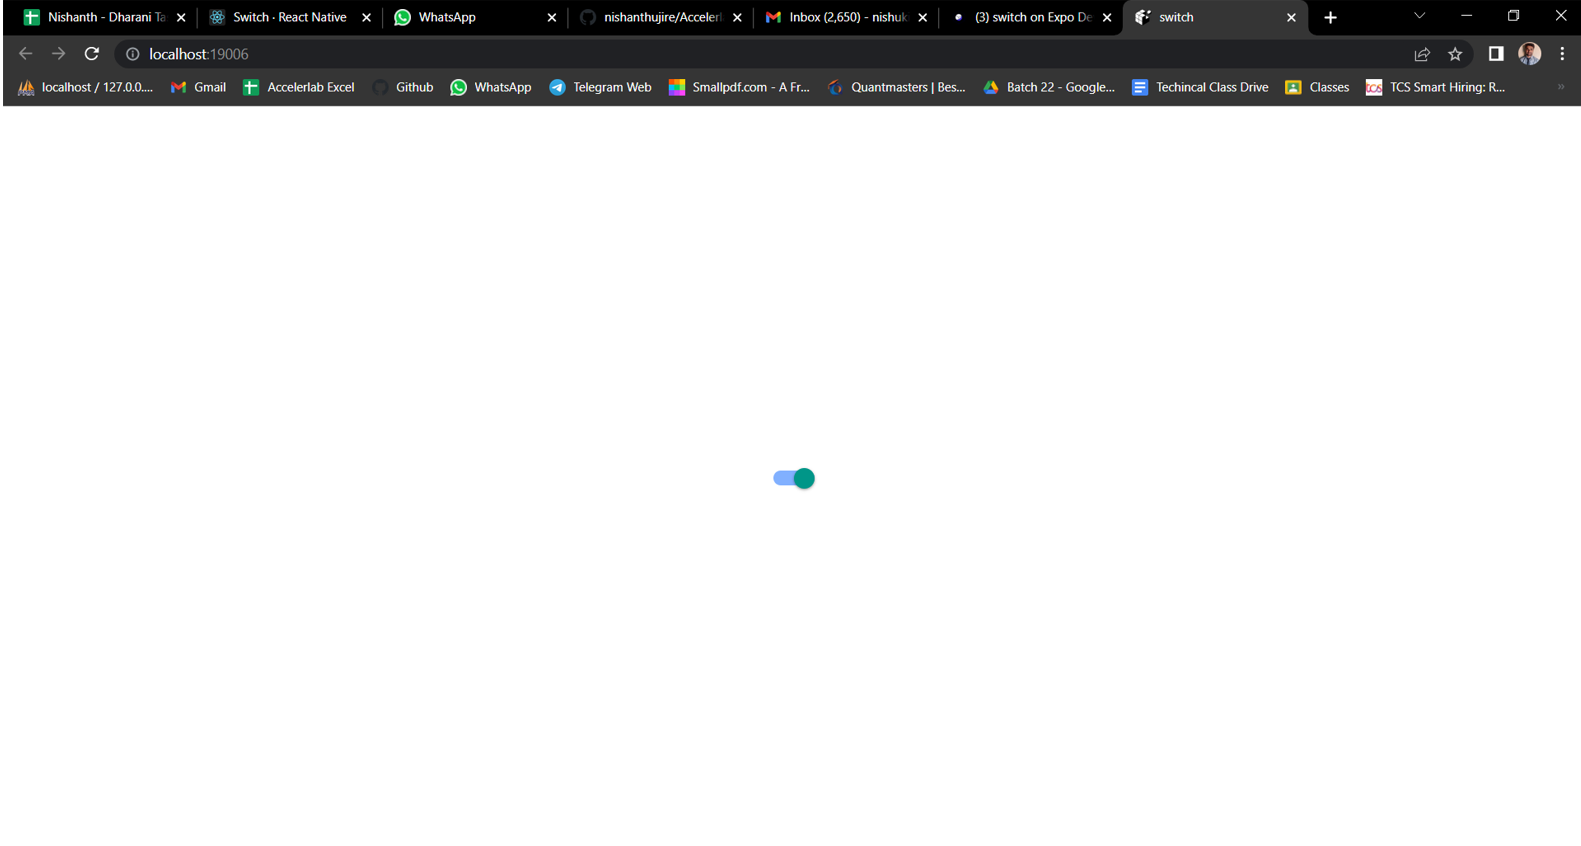 Nishanth - Dharani Ta
Switch · React Native
WhatsApp
nishanthujire/Accelerl
Inbox (2,650) - nishuk
(3) switch on Expo De
switch
localhost:19006
localhost / 127.0.0....
Gmail
Accelerlab Excel
Github
WhatsApp
Telegram Web
Smallpdf.com - A Fr...
Quantmasters | Bes...
Batch 22 - Google...
Techincal Class Drive
Classes
TCS Smart Hiring: R...